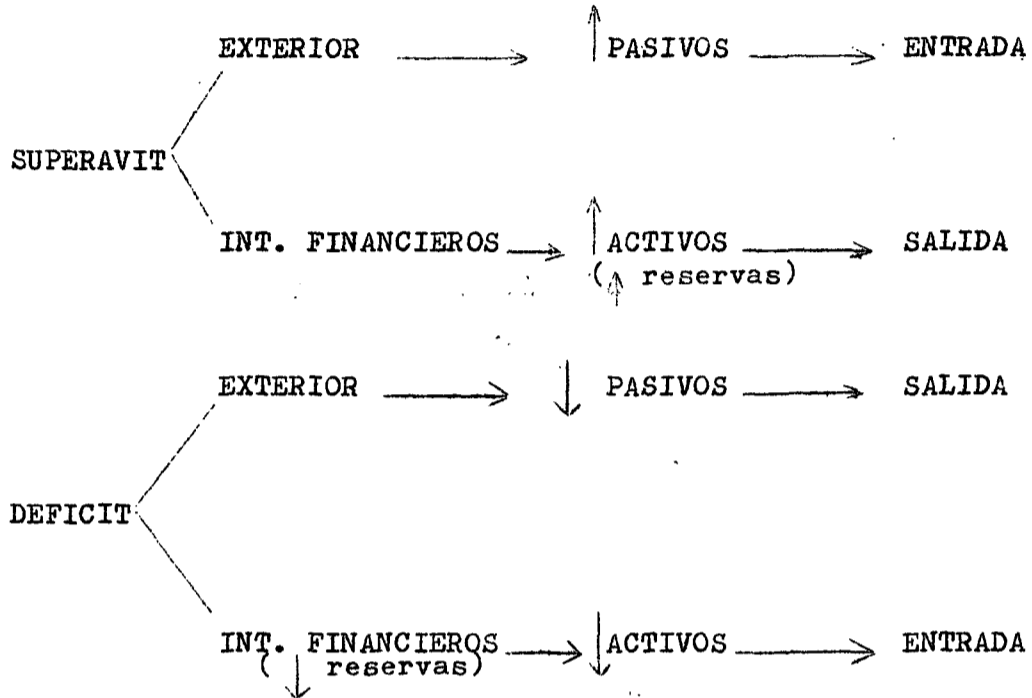 EXTERIOR → ↑ PASIVOS → ENTRADA
SUPERAVIT
INT. FINANCIEROS → ↑ ACTIVOS → SALIDA
(↑ reservas)
EXTERIOR → ↓ PASIVOS → SALIDA
DEFICIT
INT. FINANCIEROS → ↓ ACTIVOS → ENTRADA
(↓ reservas)